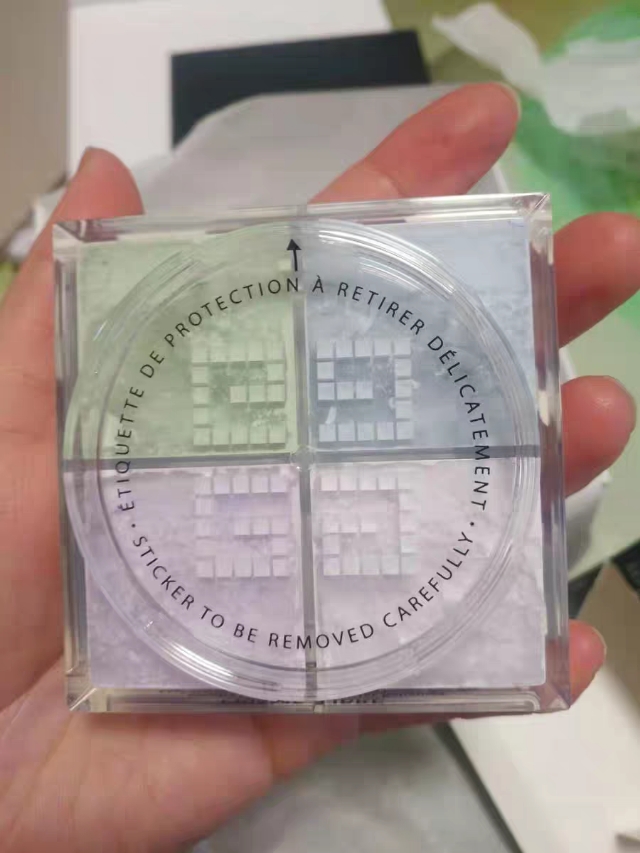 ÉTIQUETTE DE PROTECTION À RETIRER DÉLICATEMENT
• STICKER TO BE REMOVED CAREFULLY •